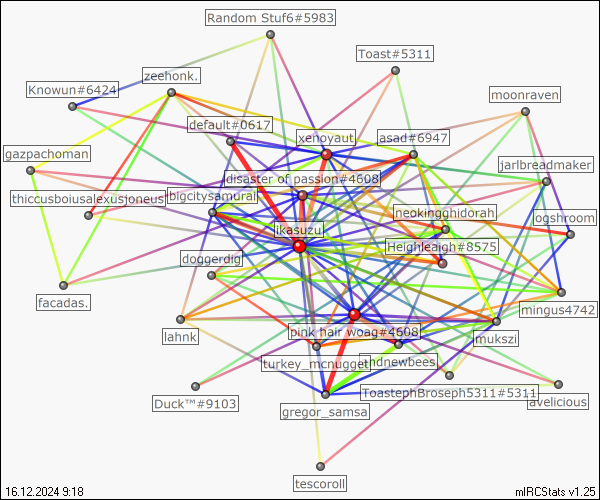 Random Stuf6#5983
Toast#5311
zeehonk.
Knowun#6424
moonraven
default#0617
xenovaut
asad#6947
gazpachoman
jarlbreadmaker
disaster of passion#4608
thiccusboiusalexusjoneus
bigcitysamurai
neokingghidorah
ogshroom
ikasuzu
Heighleaigh#8575
doggerdig
facadas.
mingus4742
lahnk
pink hair woag#4608
mukszi
turkey_mcnugget
thdnewbees
ToastephBroseph5311#5311
avelicious
Duck™#9103
gregor_samsa
tescoroll
16.12.2024 9:18
mIRCStats v1.25